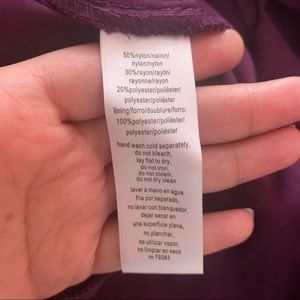 50%nylon/nailon/
nylon/nylon
30%rayon/rayón/
rayonne/rayon
20%polyester/poliéster/
polyester/poliéster
lining/forro/doublure/forro:
100%polyester/poliéster/
polyester/poliéster
hand wash cold separately,
do not bleach,
lay flat to dry,
do not iron,
do not steam,
do not dry clean
lavar a mano en agua
fria por separado,
no lavar con blanqueador,
dejar secar en
una superficie plana,
no planchar,
no utilizar vapor,
no limpiar en seco
rn 79263